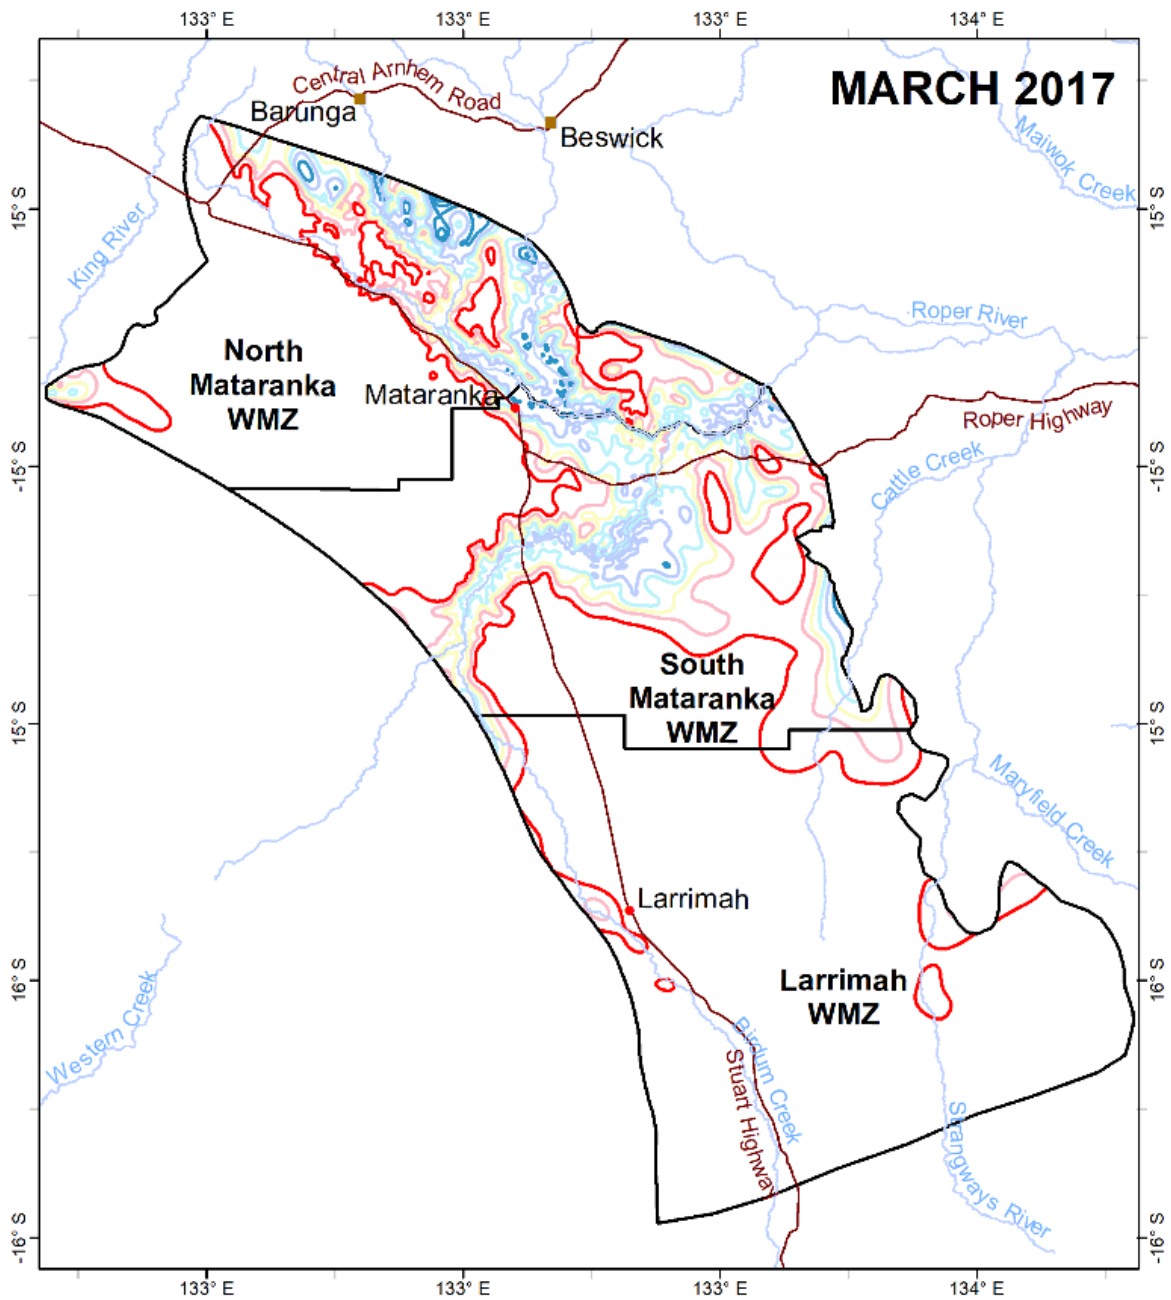 133° E 133° E 133° E 134° E
MARCH 2017
Central Arnhem Road
Barunga
Beswick
Maiwok Creek
15° S
15° S
King River
Roper River
North
Mataranka
WMZ
Mataranka
Roper Highway
Cattle Creek
-15° S
15° S
South
Mataranka
WMZ
15° S
15° S
Maryfield Creek
Larrimah
Larrimah
WMZ
16° S
16° S
Western Creek
Birdum Creek
Stuart Highway
Strangways River
-16° S
16° S
133° E 133° E 133° E 134° E